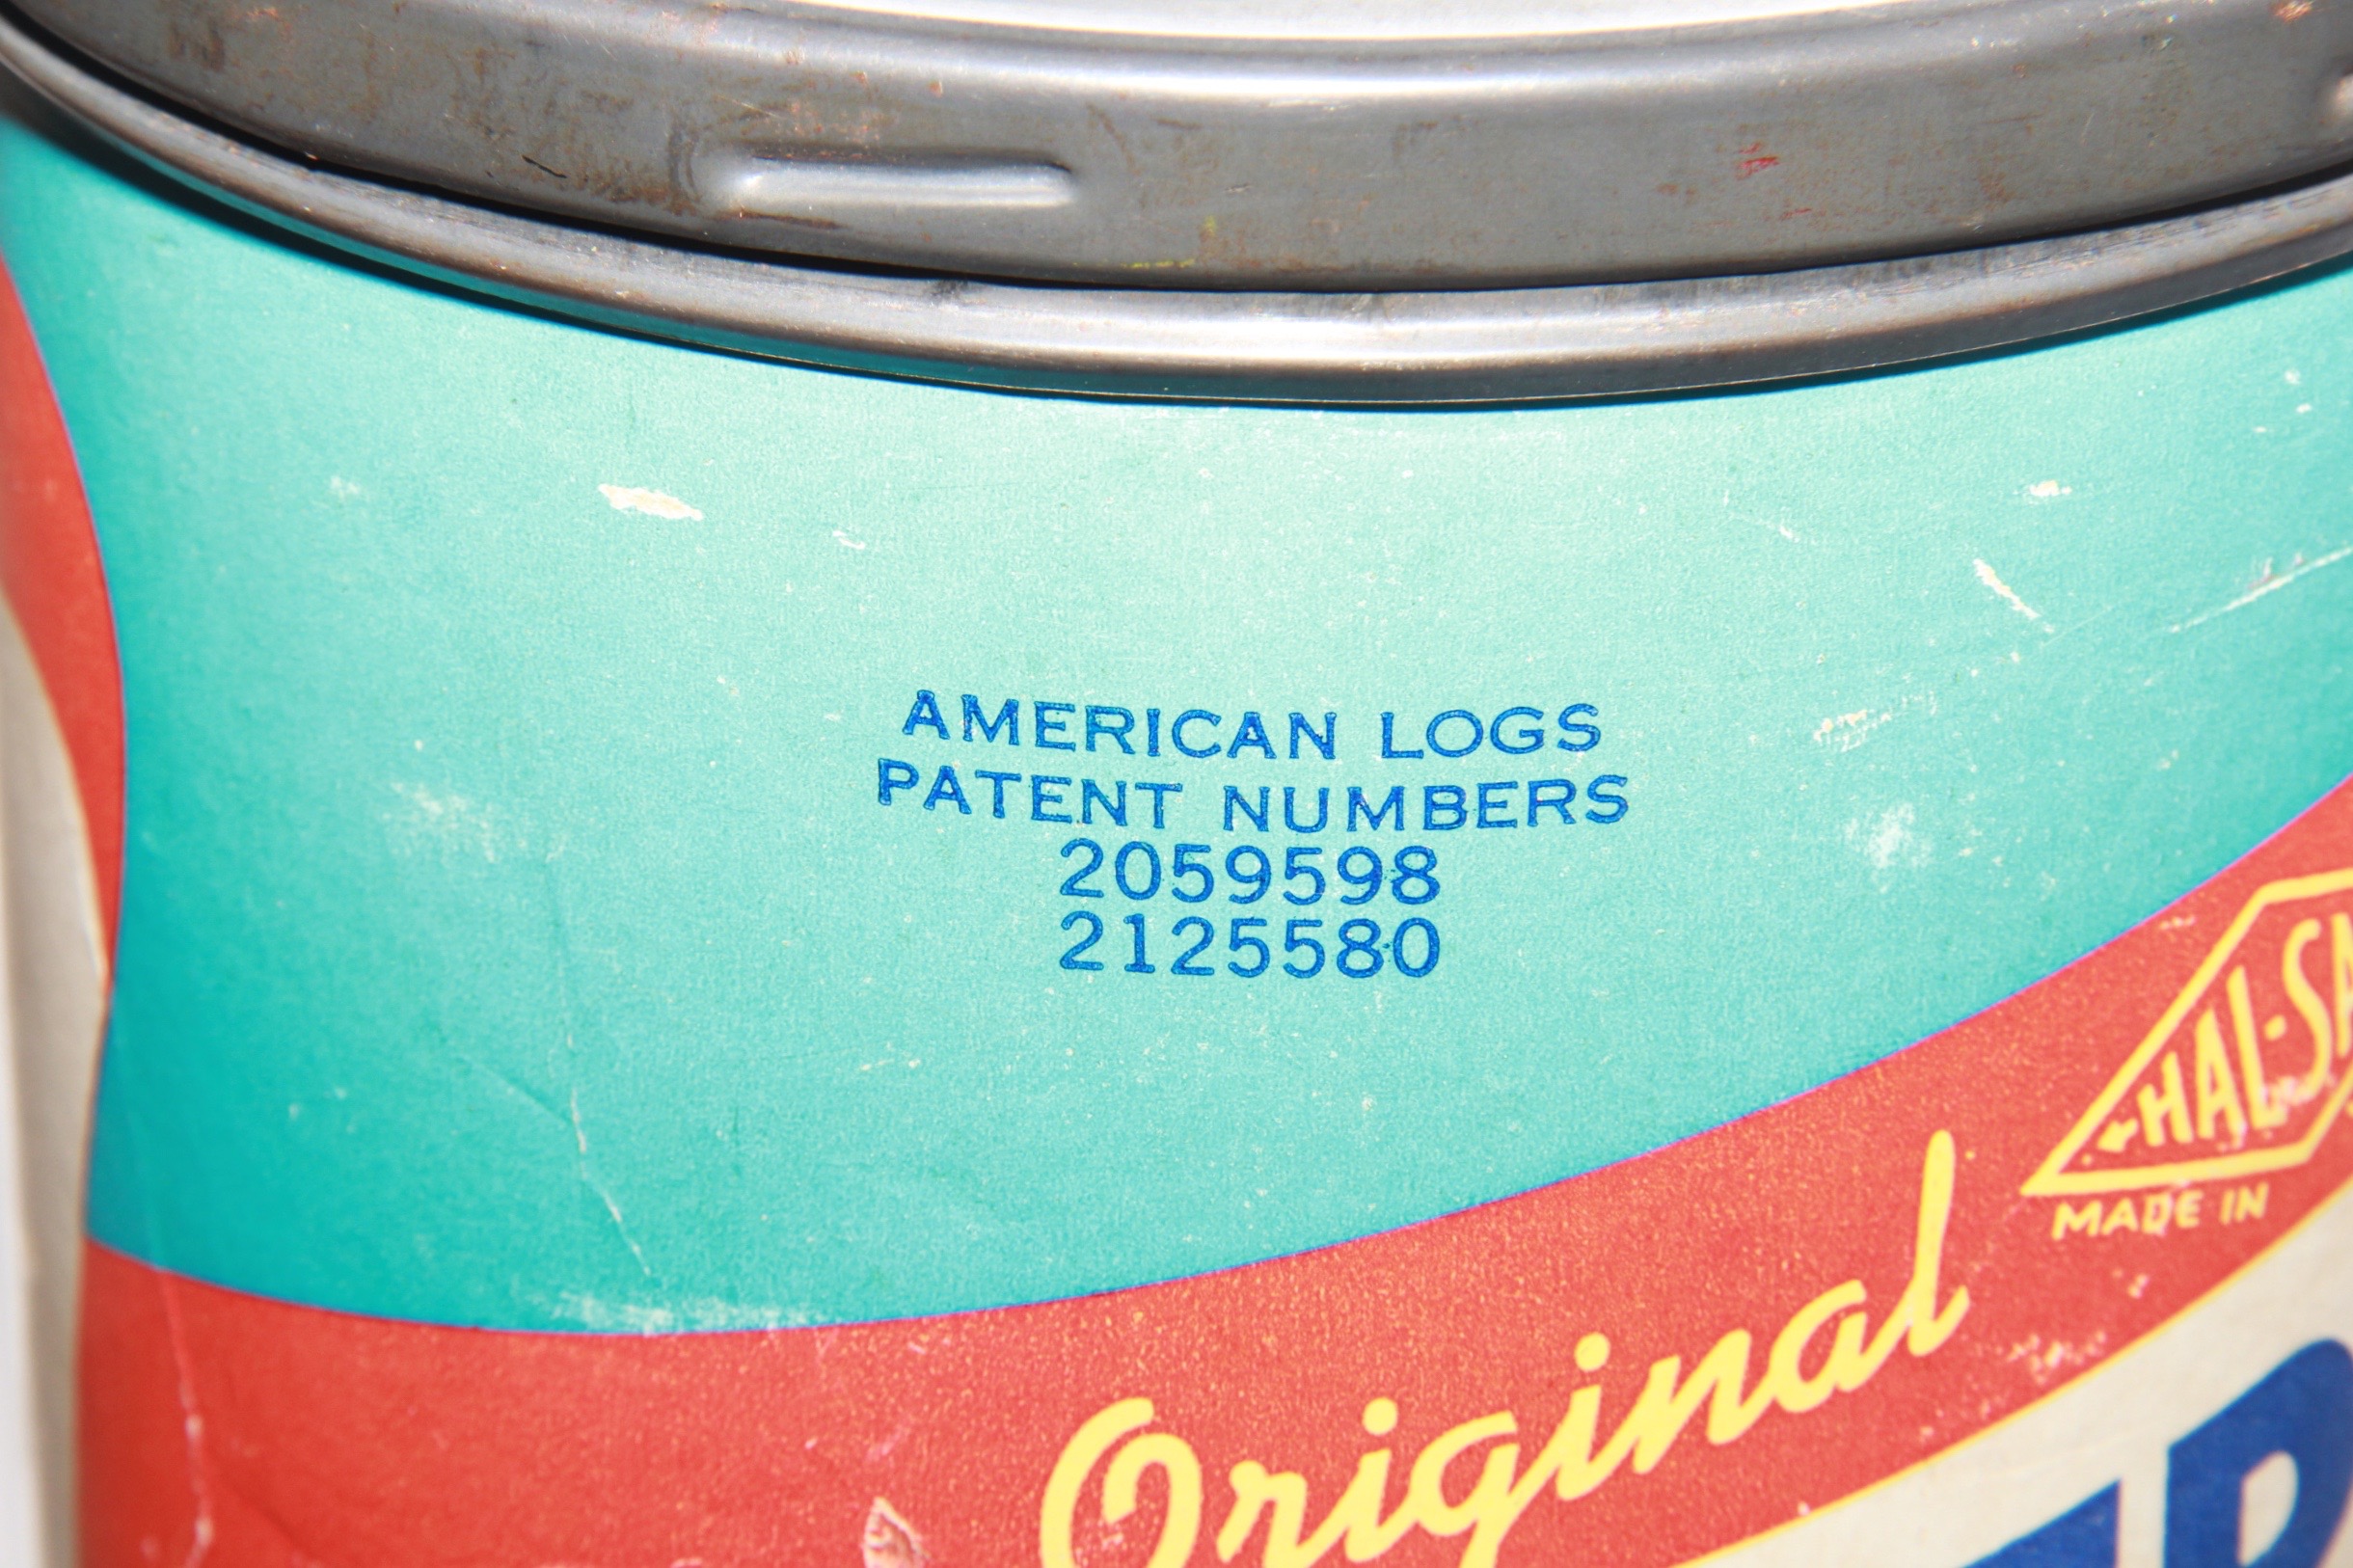 AMERICAN LOGS
PATENT NUMBERS
2059598
2125580
HAL-SA
MADE IN
Original